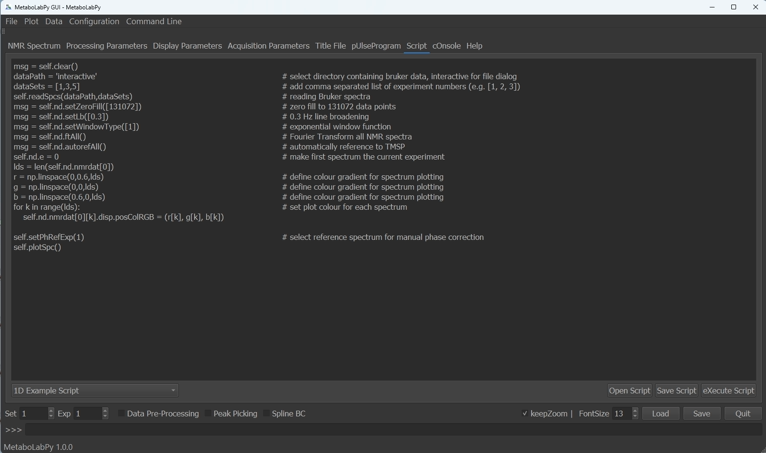 MetaboLabPy GUI - MetaboLabPy
File Plot Data Configuration Command Line
NMR Spectrum Processing Parameters Display Parameters Acquisition Parameters Title File pUlseProgram Script cOnsole Help
msg = self.clear()
dataPath = 'interactive' # select directory containing bruker data, interactive for file dialog
dataSets = [1,3,5] # add comma separated list of experiment numbers (e.g. [1, 2, 3])
self.readSpcs(dataPath,dataSets) # reading Bruker spectra
msg = self.nd.setZeroFill([131072]) # zero fill to 131072 data points
msg = self.nd.setLb([0.3]) # 0.3 Hz line broadening
msg = self.nd.setWindowType([1]) # exponential window function
msg = self.nd.ftAll() # Fourier Transform all NMR spectra
msg = self.nd.autorefAll() # automatically reference to TMSP
self.nd.e = 0 # make first spectrum the current experiment
lds = len(self.nd.nmrdat[0])
r = np.linspace(0,0.6,lds) # define colour gradient for spectrum plotting
g = np.linspace(0,0,lds) # define colour gradient for spectrum plotting
b = np.linspace(0.6,0,lds) # define colour gradient for spectrum plotting
for k in range(lds): # set plot colour for each spectrum
self.nd.nmrdat[0][k].disp.posColRGB = (r[k], g[k], b[k])
self.setPhRefExp(1) # select reference spectrum for manual phase correction
self.plotSpc()
1D Example Script Open Script Save Script eXecute Script
Set 1 Exp 1 Data Pre-Processing Peak Picking Spline BC ✓ keepZoom | FontSize 13 Load Save Quit
>>>
MetaboLabPy 1.0.0